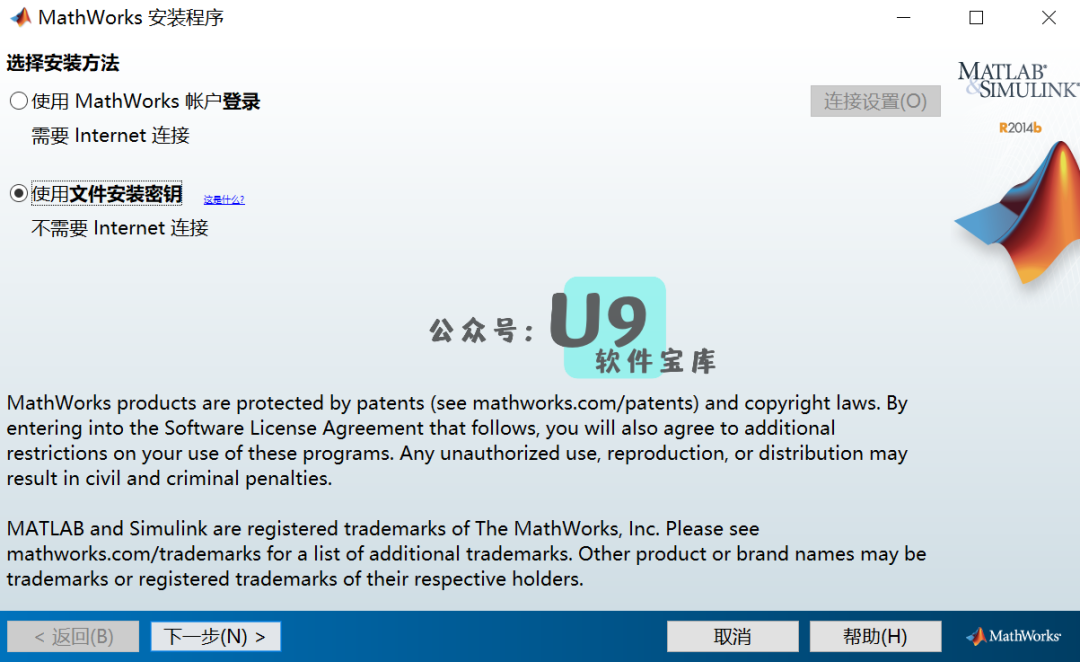 MathWorks 安装程序
选择安装方法
使用 MathWorks 帐户登录
连接设置(O)
需要 Internet 连接
MATLAB®
&SIMULINK®
R2014b
使用文件安装密钥 这是什么?
不需要 Internet 连接
公众号: U9
软件宝库
MathWorks products are protected by patents (see mathworks.com/patents) and copyright laws. By
entering into the Software License Agreement that follows, you will also agree to additional
restrictions on your use of these programs. Any unauthorized use, reproduction, or distribution may
result in civil and criminal penalties.
MATLAB and Simulink are registered trademarks of The MathWorks, Inc. Please see
mathworks.com/trademarks for a list of additional trademarks. Other product or brand names may be
trademarks or registered trademarks of their respective holders.
< 返回(B) 下一步(N) > 取消 帮助(H) MathWorks®